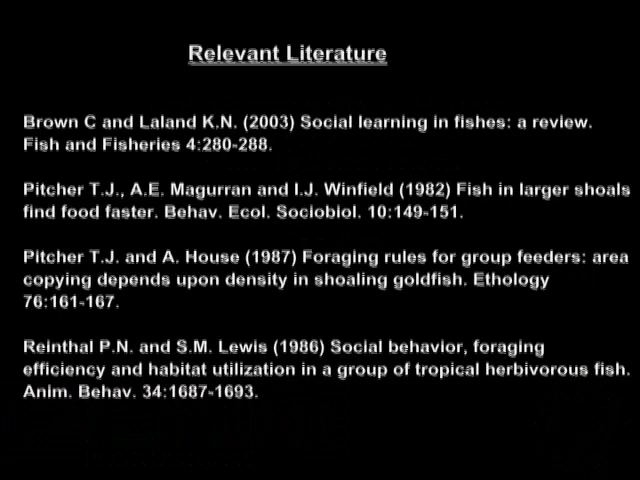 Relevant Literature
Brown C and Laland K.N. (2003) Social learning in fishes: a review.
Fish and Fisheries 4:280-288.
Pitcher T.J., A.E. Magurran and I.J. Winfield (1982) Fish in larger shoals
find food faster. Behav. Ecol. Sociobiol. 10:149-151.
Pitcher T.J. and A. House (1987) Foraging rules for group feeders: area
copying depends upon density in shoaling goldfish. Ethology
76:161-167.
Reinthal P.N. and S.M. Lewis (1986) Social behavior, foraging
efficiency and habitat utilization in a group of tropical herbivorous fish.
Anim. Behav. 34:1687-1693.